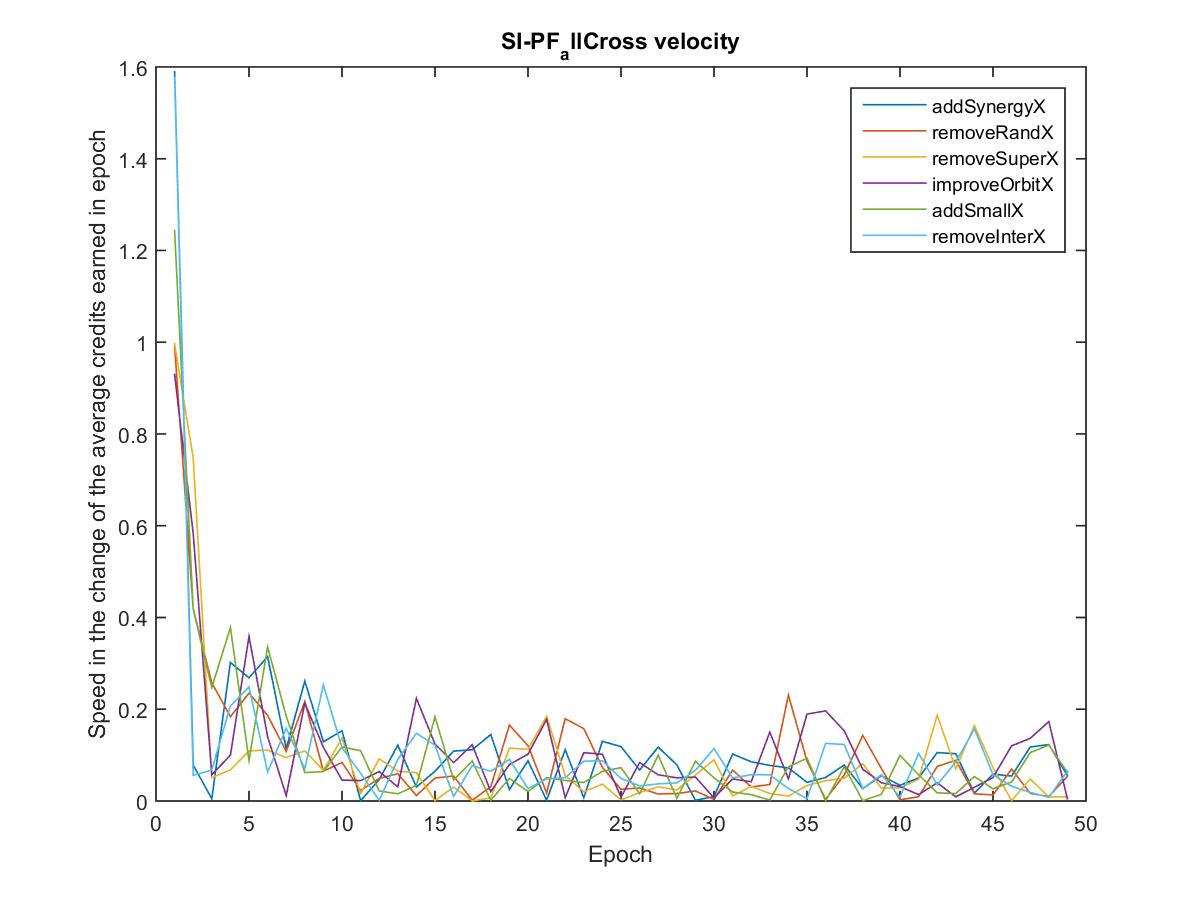 SI-PFallCross velocity
Speed in the change of the average credits earned in epoch
1.6
1.4
1.2
1
0.8
0.6
0.4
0.2
0
addSynergyX
removeRandX
removeSuperX
improveOrbitX
addSmallX
removeInterX
0 5 10 15 20 25 30 35 40 45 50
Epoch